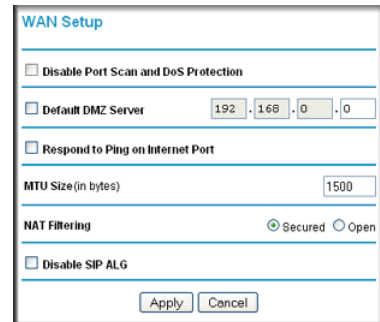 WAN Setup
Disable Port Scan and DoS Protection
Default DMZ Server 192 . 168 . 0 . 0
Respond to Ping on Internet Port
MTU Size(in bytes) 1500
NAT Filtering Secured Open
Disable SIP ALG
Apply Cancel